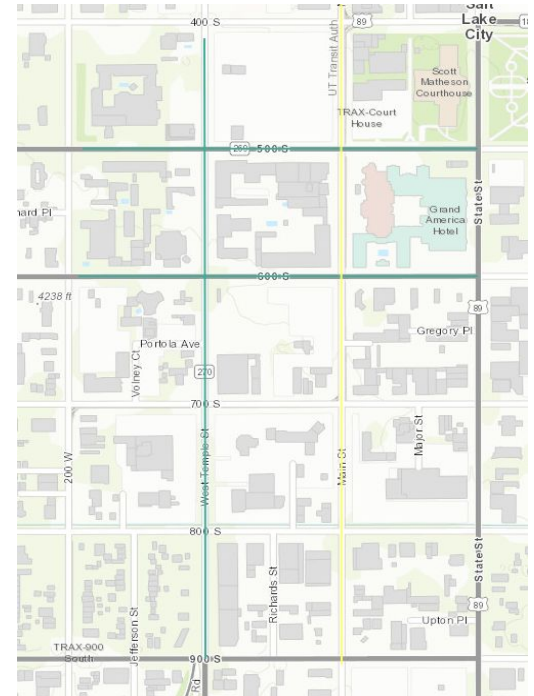 400 S
UT Transit Auth
89
Salt
Lake
City
Scott
Matheson
Courthouse
TRAX-Court
House
269
500 S
State St
Grand
America
Hotel
600 S
4238 ft
89
Gregory Pl
Portola Ave
Volney Ct
270
700 S
West Temple St
Main St
Major St
200 W
800 S
State St
Richards St
Jefferson St
89
Upton Pl
TRAX-900
South
900 S
Rd